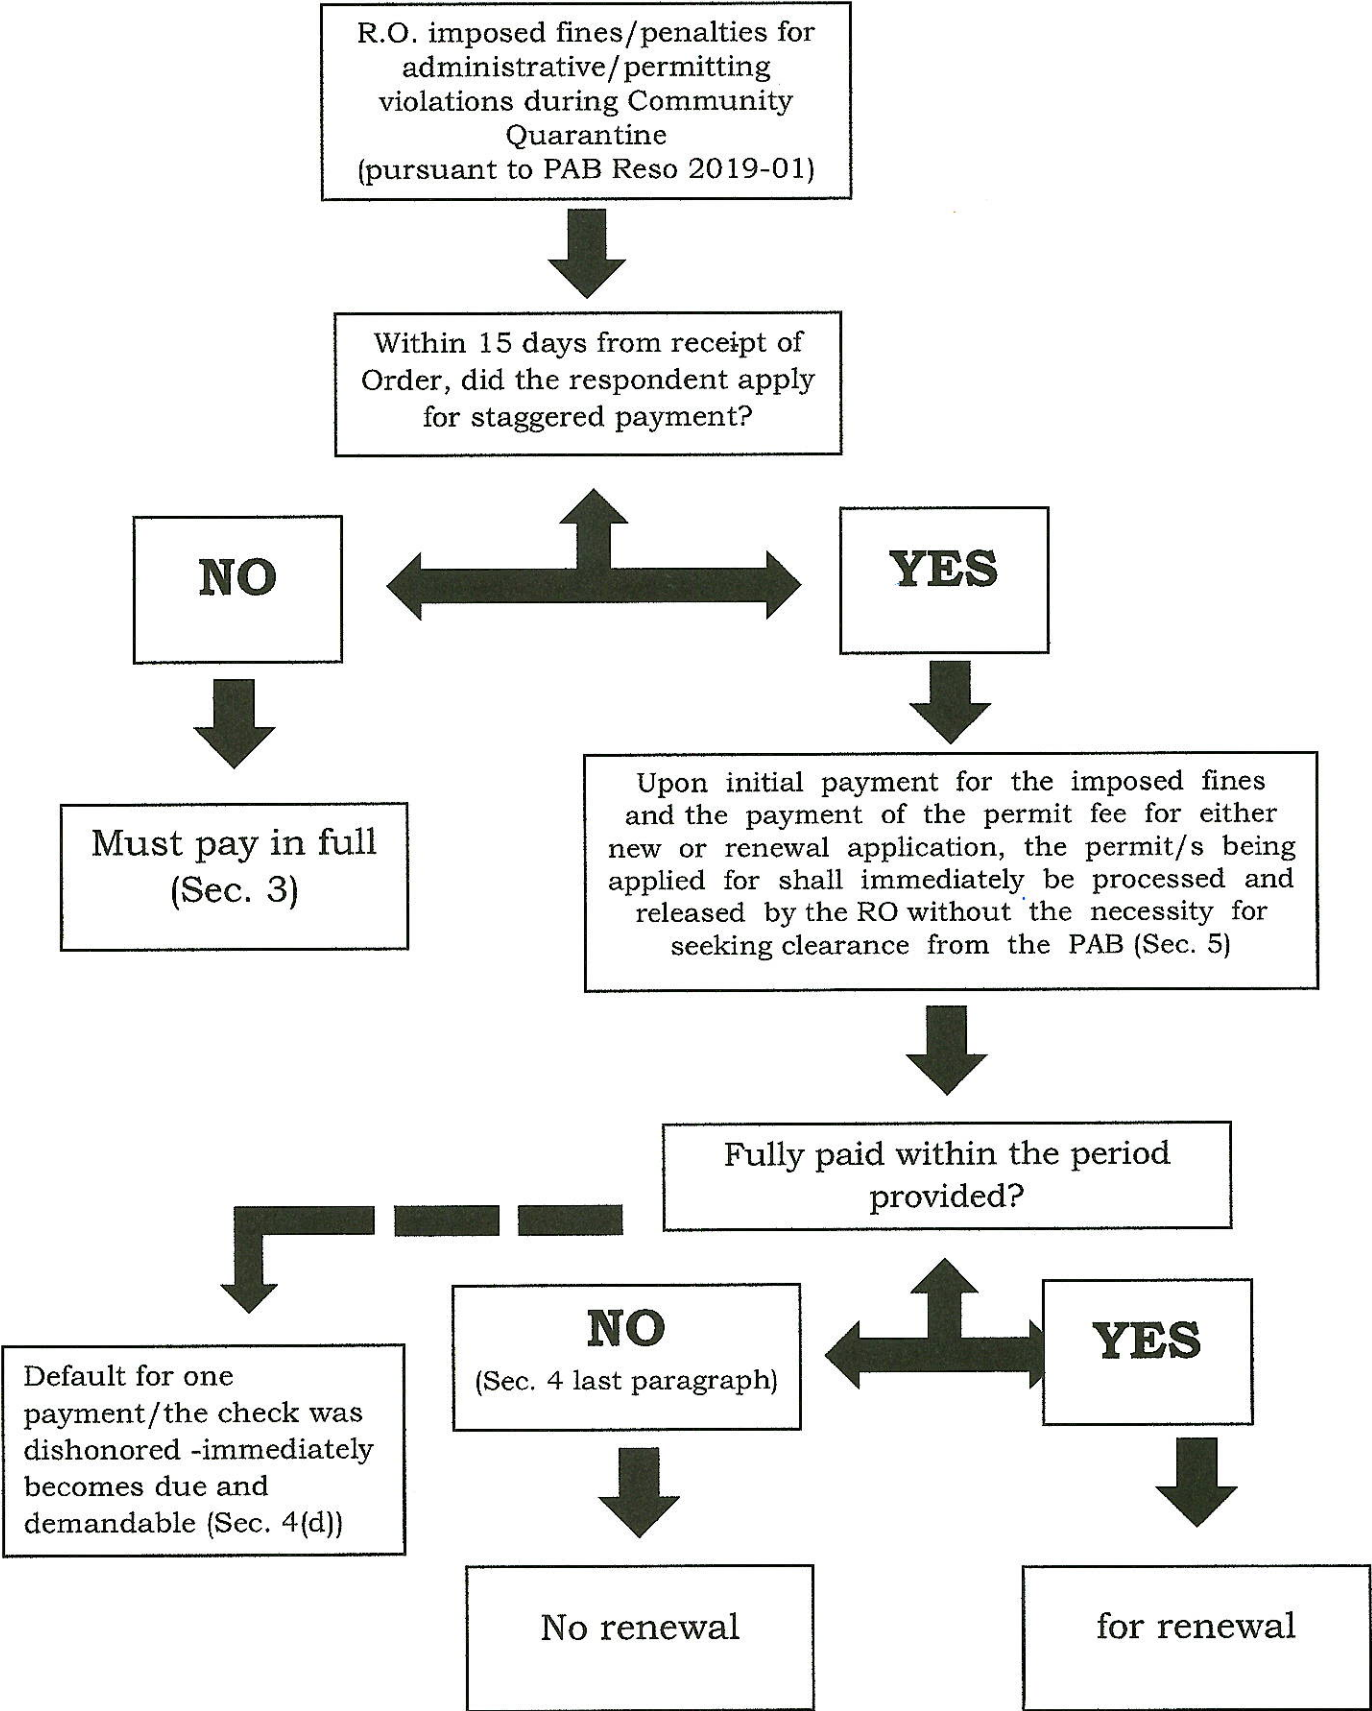 R.O. imposed fines/penalties for
administrative/permitting
violations during Community
Quarantine
(pursuant to PAB Reso 2019-01)
Within 15 days from receipt of
Order, did the respondent apply
for staggered payment?
NO
YES
Must pay in full
(Sec. 3)
Upon initial payment for the imposed fines
and the payment of the permit fee for either
new or renewal application, the permit/s being
applied for shall immediately be processed and
released by the RO without the necessity for
seeking clearance from the PAB (Sec. 5)
Fully paid within the period
provided?
NO
(Sec. 4 last paragraph)
YES
Default for one
payment/the check was
dishonored -immediately
becomes due and
demandable (Sec. 4(d))
No renewal
for renewal